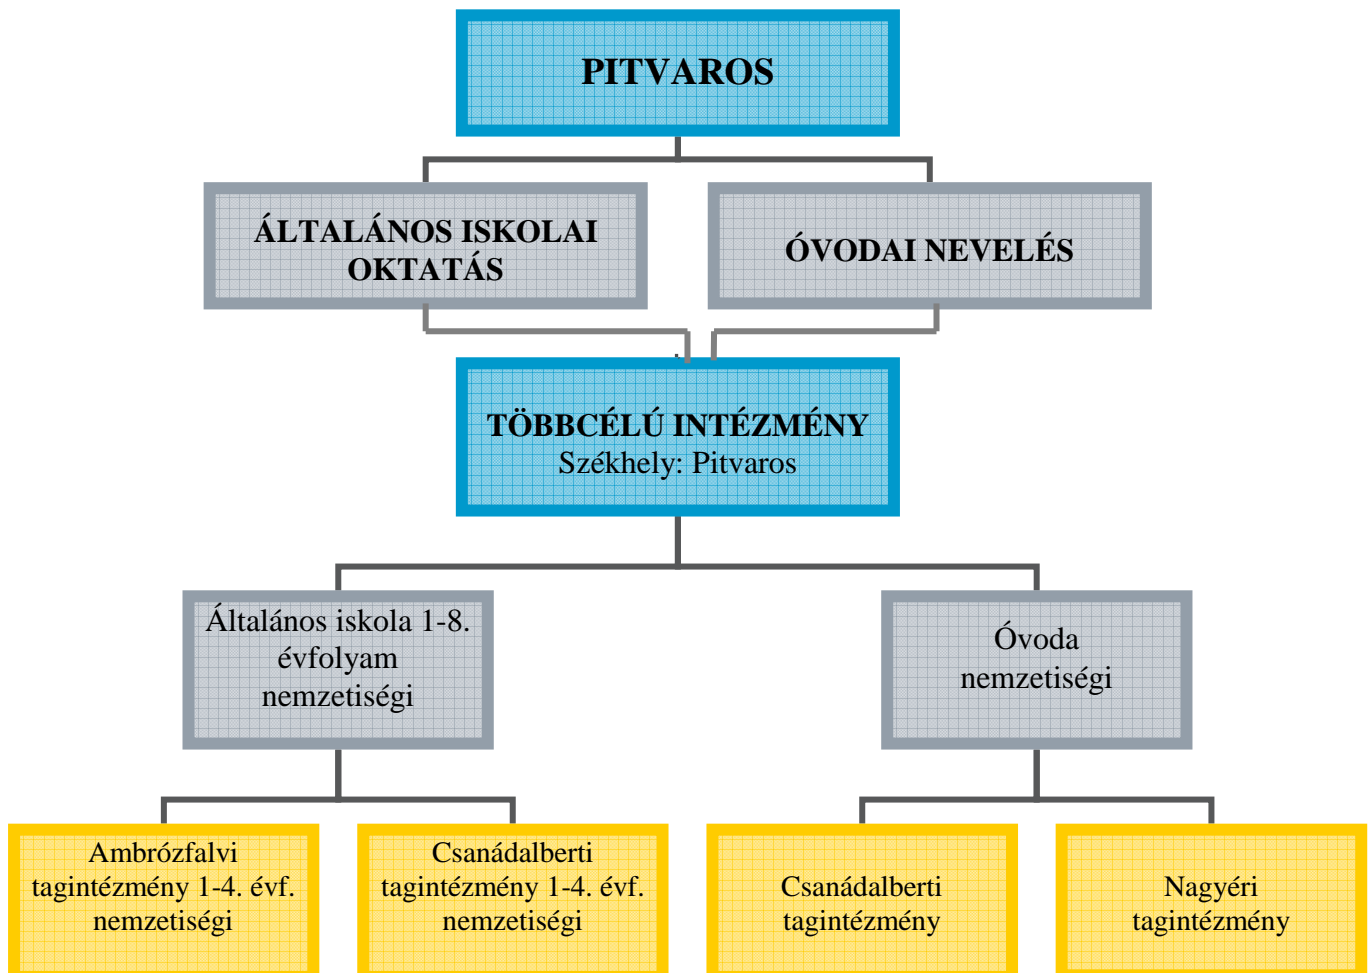 PITVAROS
ÁLTALÁNOS ISKOLAI
OKTATÁS
ÓVODAI NEVELÉS
TÖBBCÉLÚ INTÉZMÉNY
Székhely: Pitvaros
Általános iskola 1-8.
évfolyam
nemzetiségi
Óvoda
nemzetiségi
Ambrózfalvi
tagintézmény 1-4. évf.
nemzetiségi
Csanádalberti
tagintézmény 1-4. évf.
nemzetiségi
Csanádalberti
tagintézmény
Nagyéri
tagintézmény